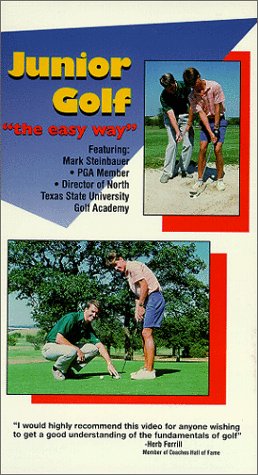 Junior
Golf
"the easy way"
Featuring:
Mark Steinbauer
• PGA Member
• Director of North
Texas State University
Golf Academy
"I would highly recommend this video for anyone wishing
to get a good understanding of the fundamentals of golf"
-Herb Ferrill
Member of Coaches Hall of Fame